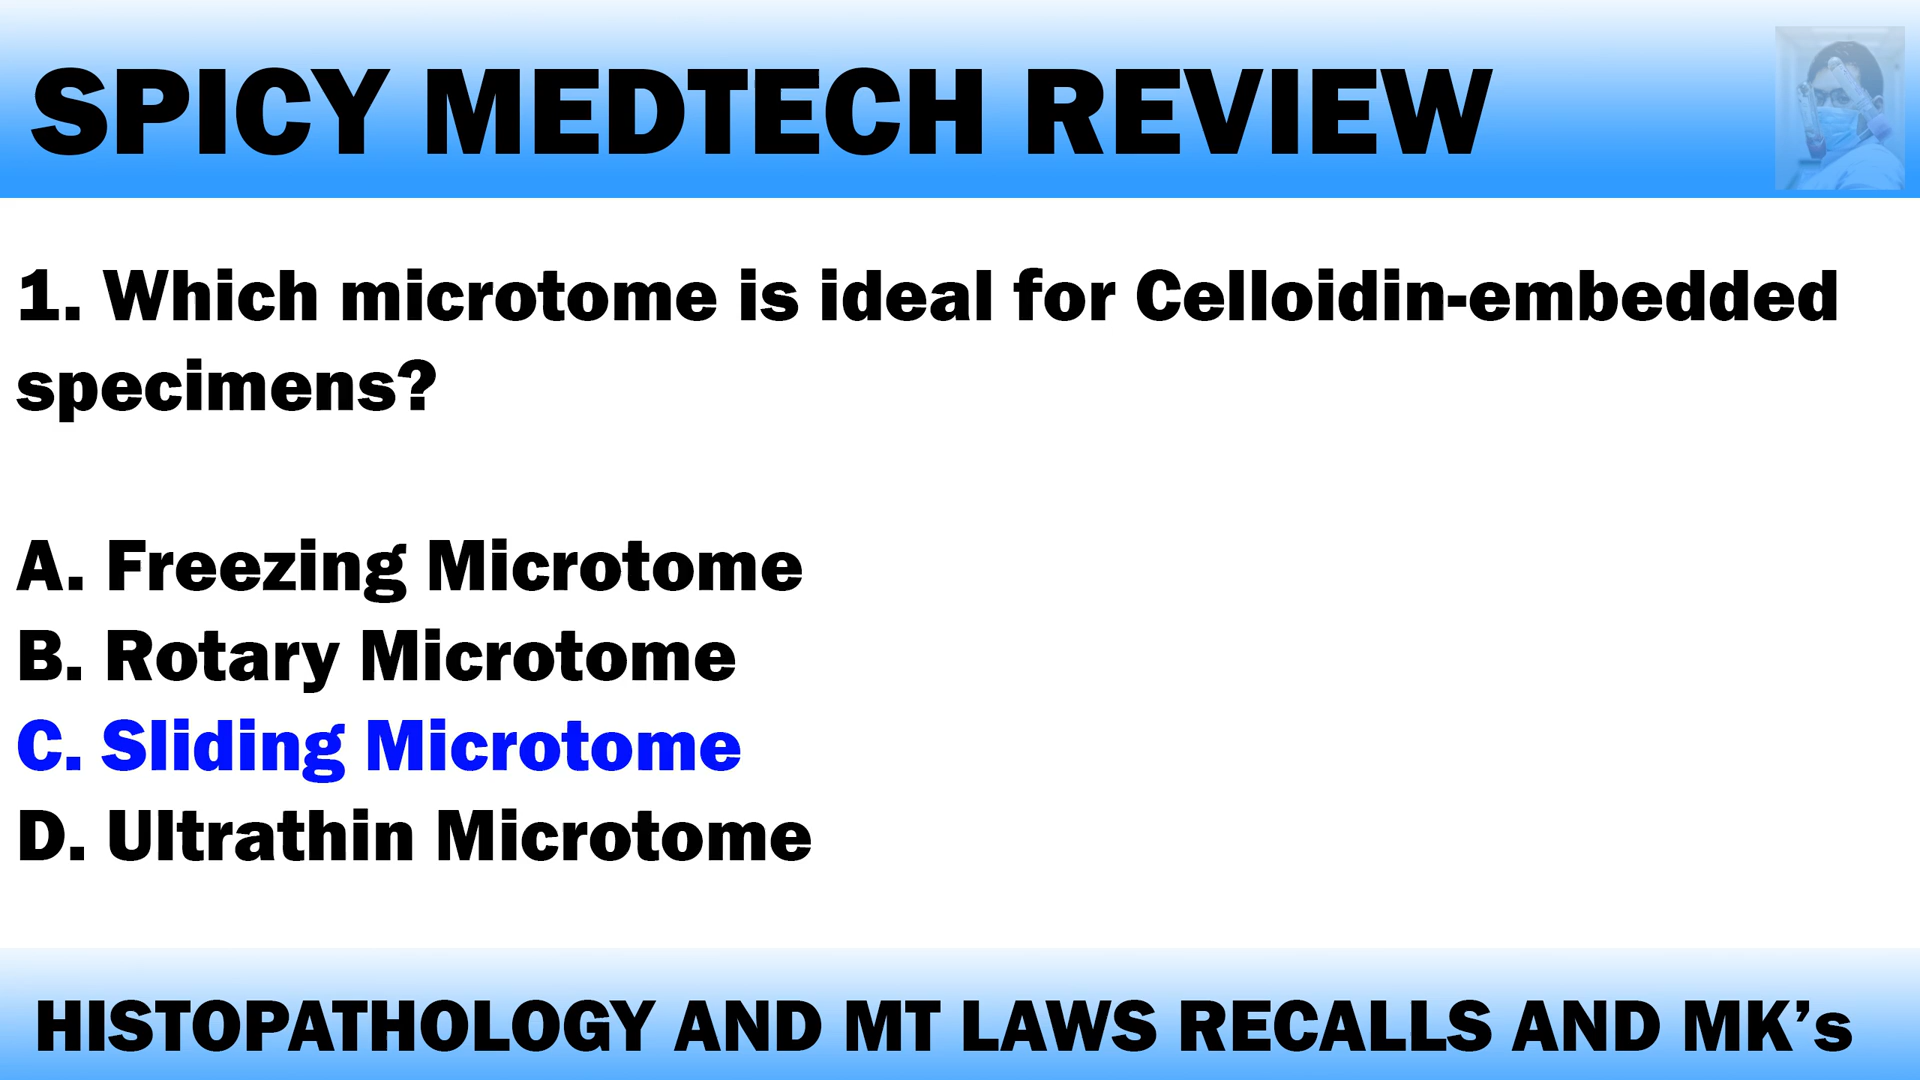 SPICY MEDTECH REVIEW
1. Which microtome is ideal for Celloidin-embedded
specimens?
A. Freezing Microtome
B. Rotary Microtome
C. Sliding Microtome
D. Ultrathin Microtome
HISTOPATHOLOGY AND MT LAWS RECALLS AND MK’s